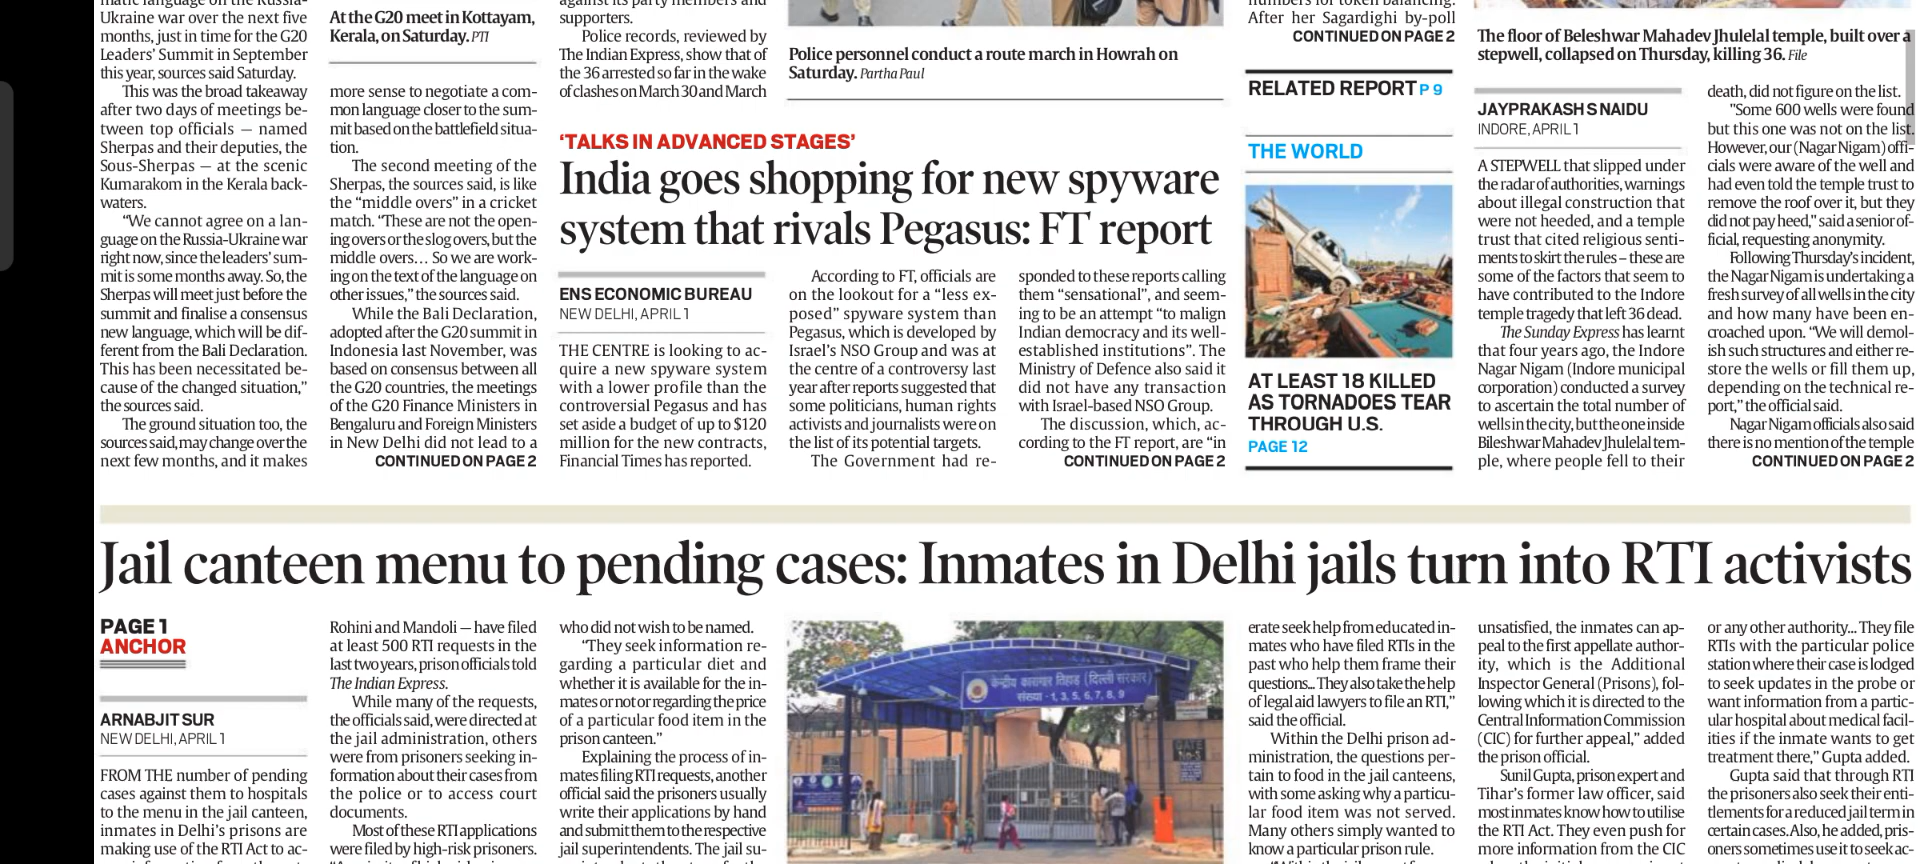 matic language on the Russia-
Ukraine war over the next five
months, just in time for the G20
Leaders' Summit in September
this year, sources said Saturday.
This was the broad takeaway
after two days of meetings be-
tween top officials — named
Sherpas and their deputies, the
Sous-Sherpas — at the scenic
Kumarakom in the Kerala back-
waters.
"We cannot agree on a lan-
guage on the Russia-Ukraine war
right now, since the leaders' sum-
mit is some months away. So, the
Sherpas will meet just before the
summit and finalise a consensus
new language, which will be dif-
ferent from the Bali Declaration.
This has been necessitated be-
cause of the changed situation,"
the sources said.
The ground situation too, the
sources said, may change over the
next few months, and it makes
At the G20 meet in Kottayam,
Kerala, on Saturday. PTI
more sense to negotiate a com-
mon language closer to the sum-
mit based on the battlefield situa-
tion.
The second meeting of the
Sherpas, the sources said, is like
the "middle overs" in a cricket
match. "These are not the open-
ing overs or the slog overs, but the
middle overs... So we are work-
ing on the text of the language on
other issues," the sources said.
While the Bali Declaration,
adopted after the G20 summit in
Indonesia last November, was
based on consensus between all
the G20 countries, the meetings
of the G20 Finance Ministers in
Bengaluru and Foreign Ministers
in New Delhi did not lead to a
CONTINUED ON PAGE 2
against its party members and
supporters.
Police records, reviewed by
The Indian Express, show that of
the 36 arrested so far in the wake
of clashes on March 30 and March
Police personnel conduct a route march in Howrah on
Saturday. Partha Paul
'TALKS IN ADVANCED STAGES'
India goes shopping for new spyware
system that rivals Pegasus: FT report
ENS ECONOMIC BUREAU
NEW DELHI, APRIL 1
THE CENTRE is looking to ac-
quire a new spyware system
with a lower profile than the
controversial Pegasus and has
set aside a budget of up to $120
million for the new contracts,
Financial Times has reported.
According to FT, officials are
on the lookout for a "less ex-
posed" spyware system than
Pegasus, which is developed by
Israel's NSO Group and was at
the centre of a controversy last
year after reports suggested that
some politicians, human rights
activists and journalists were on
the list of its potential targets.
The Government had re-
sponded to these reports calling
them "sensational", and seem-
ing to be an attempt "to malign
Indian democracy and its well-
established institutions". The
Ministry of Defence also said it
did not have any transaction
with Israel-based NSO Group.
The discussion, which, ac-
cording to the FT report, are "in
CONTINUED ON PAGE 2
numbers for token balancing.
After her Sagardighi by-poll
CONTINUED ON PAGE 2
RELATED REPORT P 9
THE WORLD
AT LEAST 18 KILLED
AS TORNADOES TEAR
THROUGH U.S.
PAGE 12
The floor of Beleshwar Mahadev Jhulelal temple, built over a
stepwell, collapsed on Thursday, killing 36. File
JAYPRAKASH S NAIDU
INDORE, APRIL 1
A STEPWELL that slipped under
the radar of authorities, warnings
about illegal construction that
were not heeded, and a temple
trust that cited religious senti-
ments to skirt the rules – these are
some of the factors that seem to
have contributed to the Indore
temple tragedy that left 36 dead.
The Sunday Express has learnt
that four years ago, the Indore
Nagar Nigam (Indore municipal
corporation) conducted a survey
to ascertain the total number of
wells in the city, but the one inside
Bileshwar Mahadev Jhulelal tem-
ple, where people fell to their
death, did not figure on the list.
"Some 600 wells were found
but this one was not on the list.
However, our (Nagar Nigam) offi-
cials were aware of the well and
had even told the temple trust to
remove the roof over it, but they
did not pay heed," said a senior of-
ficial, requesting anonymity.
Following Thursday's incident,
the Nagar Nigam is undertaking a
fresh survey of all wells in the city
and how many have been en-
croached upon. "We will demol-
ish such structures and either re-
store the wells or fill them up,
depending on the technical re-
port," the official said.
Nagar Nigam officials also said
there is no mention of the temple
CONTINUED ON PAGE 2
Jail canteen menu to pending cases: Inmates in Delhi jails turn into RTI activists
PAGE 1
ANCHOR
ARNABJIT SUR
NEW DELHI, APRIL 1
FROM THE number of pending
cases against them to hospitals
to the menu in the jail canteen,
inmates in Delhi's prisons are
making use of the RTI Act to ac-
Rohini and Mandoli — have filed
at least 500 RTI requests in the
last two years, prison officials told
The Indian Express.
While many of the requests,
the officials said, were directed at
the jail administration, others
were from prisoners seeking in-
formation about their cases from
the police or to access court
documents.
Most of these RTI applications
were filed by high-risk prisoners.
who did not wish to be named.
"They seek information re-
garding a particular diet and
whether it is available for the in-
mates or not or regarding the price
of a particular food item in the
prison canteen."
Explaining the process of in-
mates filing RTI requests, another
official said the prisoners usually
write their applications by hand
and submit them to the respective
jail superintendents. The jail su-
केन्द्रीय कारागार तिहाड़ (दिल्ली सरकार)
संख्या - 1, 3, 5, 6, 7, 8, 9
GATE
erate seek help from educated in-
mates who have filed RTIs in the
past who help them frame their
questions... They also take the help
of legal aid lawyers to file an RTI,"
said the official.
Within the Delhi prison ad-
ministration, the questions per-
tain to food in the jail canteens,
with some asking why a particu-
lar food item was not served.
Many others simply wanted to
know a particular prison rule.
unsatisfied, the inmates can ap-
peal to the first appellate author-
ity, which is the Additional
Inspector General (Prisons), fol-
lowing which it is directed to the
Central Information Commission
(CIC) for further appeal," added
the prison official.
Sunil Gupta, prison expert and
Tihar's former law officer, said
most inmates know how to utilise
the RTI Act. They even push for
more information from the CIC
or any other authority... They file
RTIs with the particular police
station where their case is lodged
to seek updates in the probe or
want information from a partic-
ular hospital about medical facil-
ities if the inmate wants to get
treatment there," Gupta added.
Gupta said that through RTI
the prisoners also seek their enti-
tlements for a reduced jail term in
certain cases. Also, he added, pris-
oners sometimes use it to seek ac-